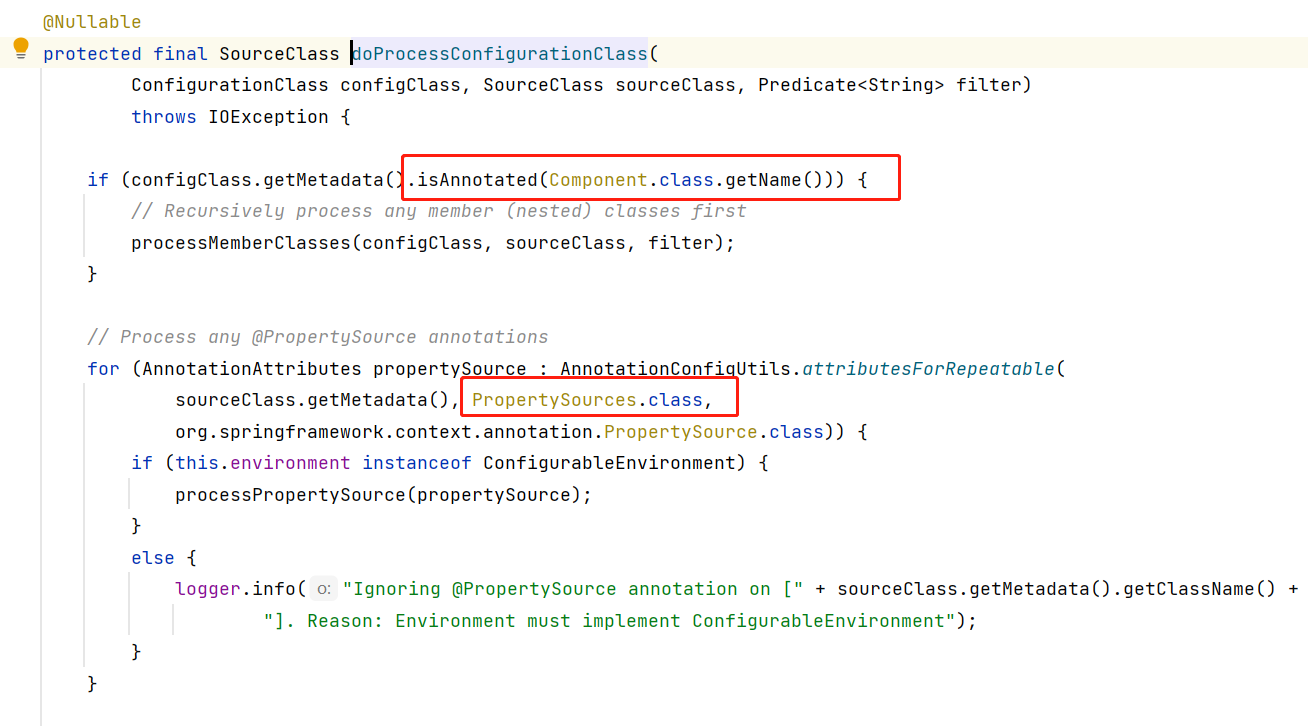 @Nullable
protected final SourceClass doProcessConfigurationClass(
ConfigurationClass configClass, SourceClass sourceClass, Predicate<String> filter)
throws IOException {
if (configClass.getMetadata().isAnnotated(Component.class.getName())) {
// Recursively process any member (nested) classes first
processMemberClasses(configClass, sourceClass, filter);
}
// Process any @PropertySource annotations
for (AnnotationAttributes propertySource : AnnotationConfigUtils.attributesForRepeatable(
sourceClass.getMetadata(), PropertySources.class,
org.springframework.context.annotation.PropertySource.class)) {
if (this.environment instanceof ConfigurableEnvironment) {
processPropertySource(propertySource);
}
else {
logger.info( o: "Ignoring @PropertySource annotation on [" + sourceClass.getMetadata().getClassName() +
"]. Reason: Environment must implement ConfigurableEnvironment");
}
}